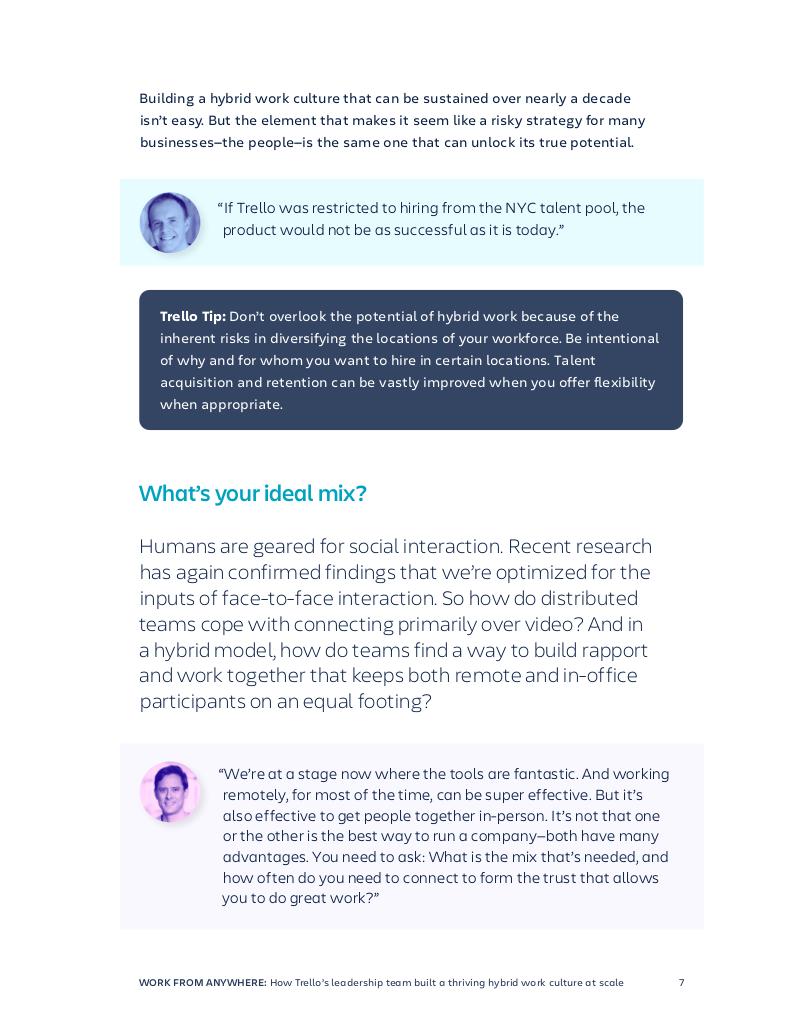 Building a hybrid work culture that can be sustained over nearly a decade
isn’t easy. But the element that makes it seem like a risky strategy for many
businesses—the people—is the same one that can unlock its true potential.
“If Trello was restricted to hiring from the NYC talent pool, the
product would not be as successful as it is today.”
Trello Tip: Don’t overlook the potential of hybrid work because of the
inherent risks in diversifying the locations of your workforce. Be intentional
of why and for whom you want to hire in certain locations. Talent
acquisition and retention can be vastly improved when you offer flexibility
when appropriate.
What’s your ideal mix?
Humans are geared for social interaction. Recent research
has again confirmed findings that we’re optimized for the
inputs of face-to-face interaction. So how do distributed
teams cope with connecting primarily over video? And in
a hybrid model, how do teams find a way to build rapport
and work together that keeps both remote and in-office
participants on an equal footing?
“We’re at a stage now where the tools are fantastic. And working
remotely, for most of the time, can be super effective. But it’s
also effective to get people together in-person. It’s not that one
or the other is the best way to run a company—both have many
advantages. You need to ask: What is the mix that’s needed, and
how often do you need to connect to form the trust that allows
you to do great work?”
WORK FROM ANYWHERE: How Trello’s leadership team built a thriving hybrid work culture at scale 7